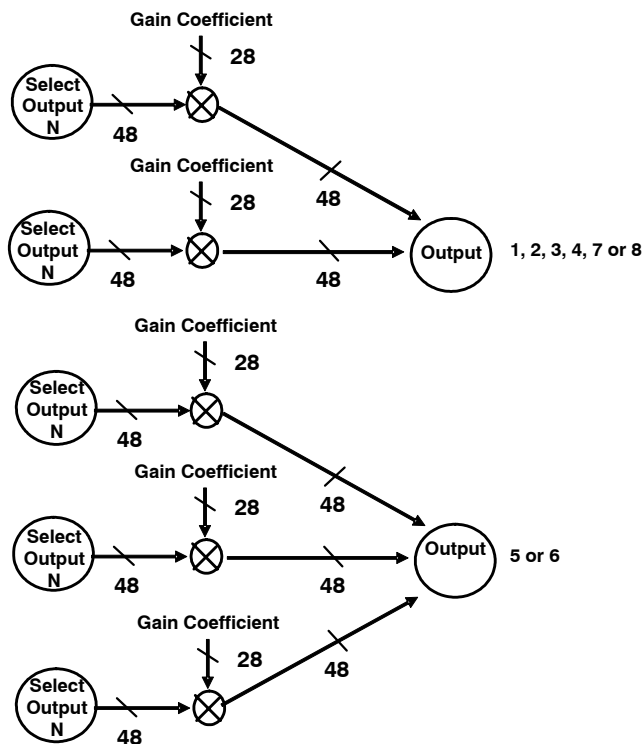 Gain Coefficient
28
Select
Output
N
48
48
Gain Coefficient
28
Select
Output
N
48
48
Output
1, 2, 3, 4, 7 or 8
Gain Coefficient
28
Select
Output
N
48
48
Gain Coefficient
28
Select
Output
N
48
48
Output
5 or 6
Gain Coefficient
28
Select
Output
N
48
48